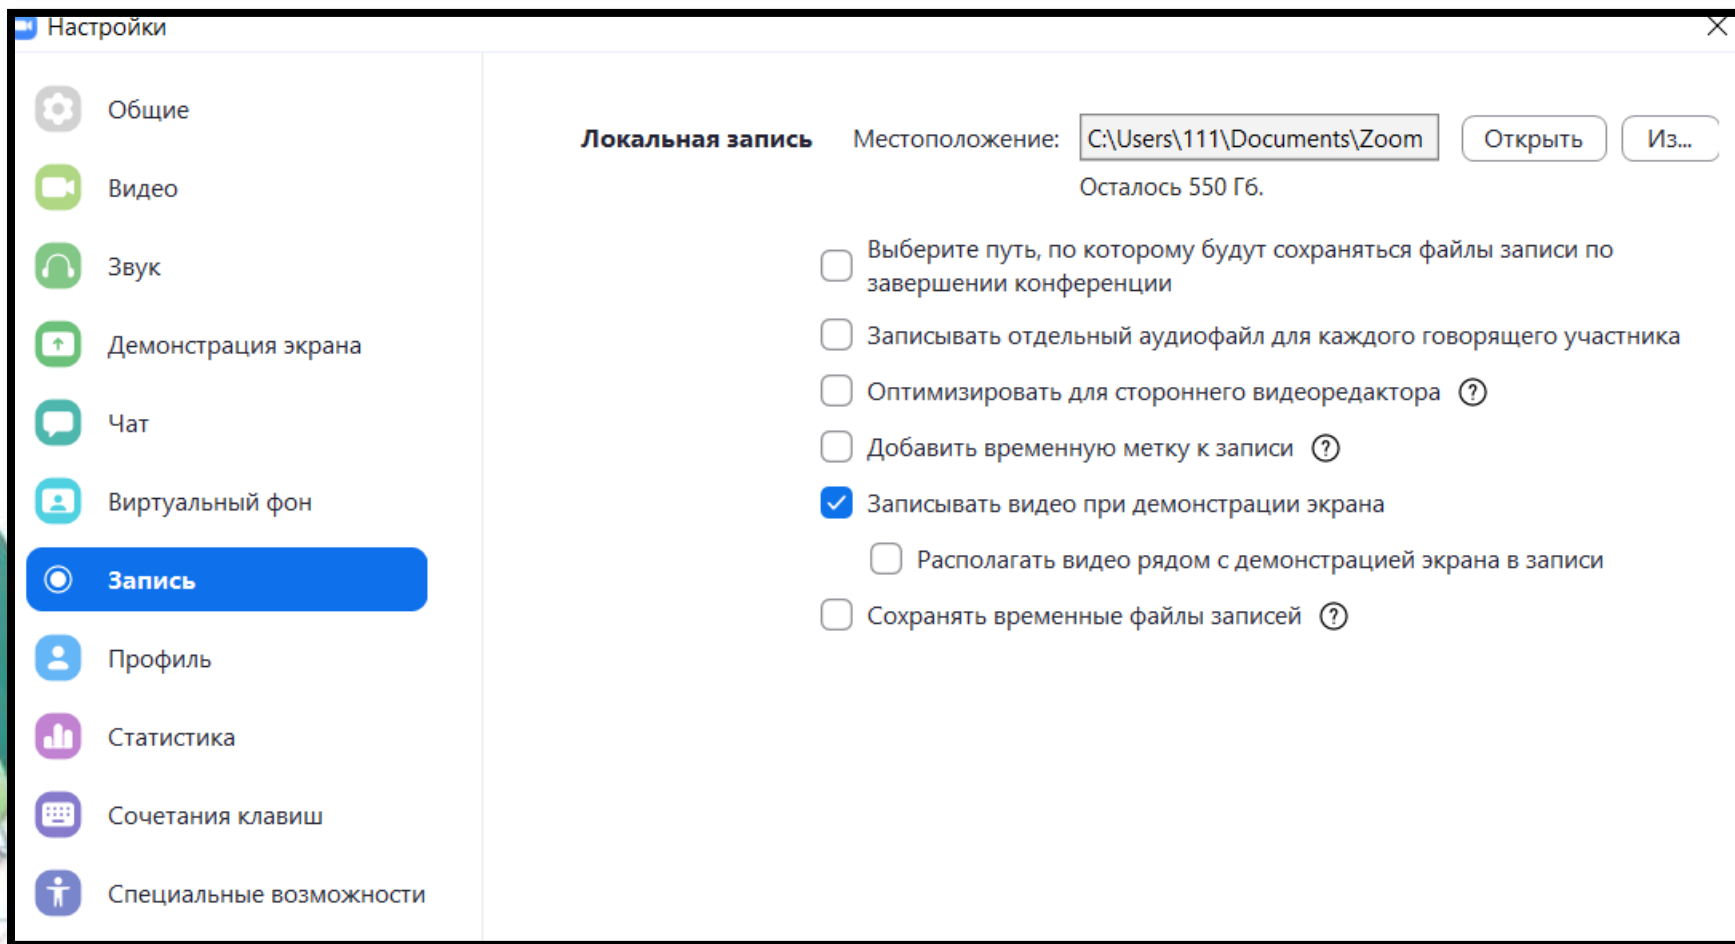 Настройки
Общие
Видео
Звук
Демонстрация экрана
Чат
Виртуальный фон
Запись
Профиль
Статистика
Сочетания клавиш
Специальные возможности
Локальная запись Местоположение: C:\Users\111\Documents\Zoom Открыть Из...
Осталось 550 Гб.
Выберите путь, по которому будут сохраняться файлы записи по
завершении конференции
Записывать отдельный аудиофайл для каждого говорящего участника
Оптимизировать для стороннего видеоредактора ?
Добавить временную метку к записи ?
Записывать видео при демонстрации экрана
Располагать видео рядом с демонстрацией экрана в записи
Сохранять временные файлы записей ?